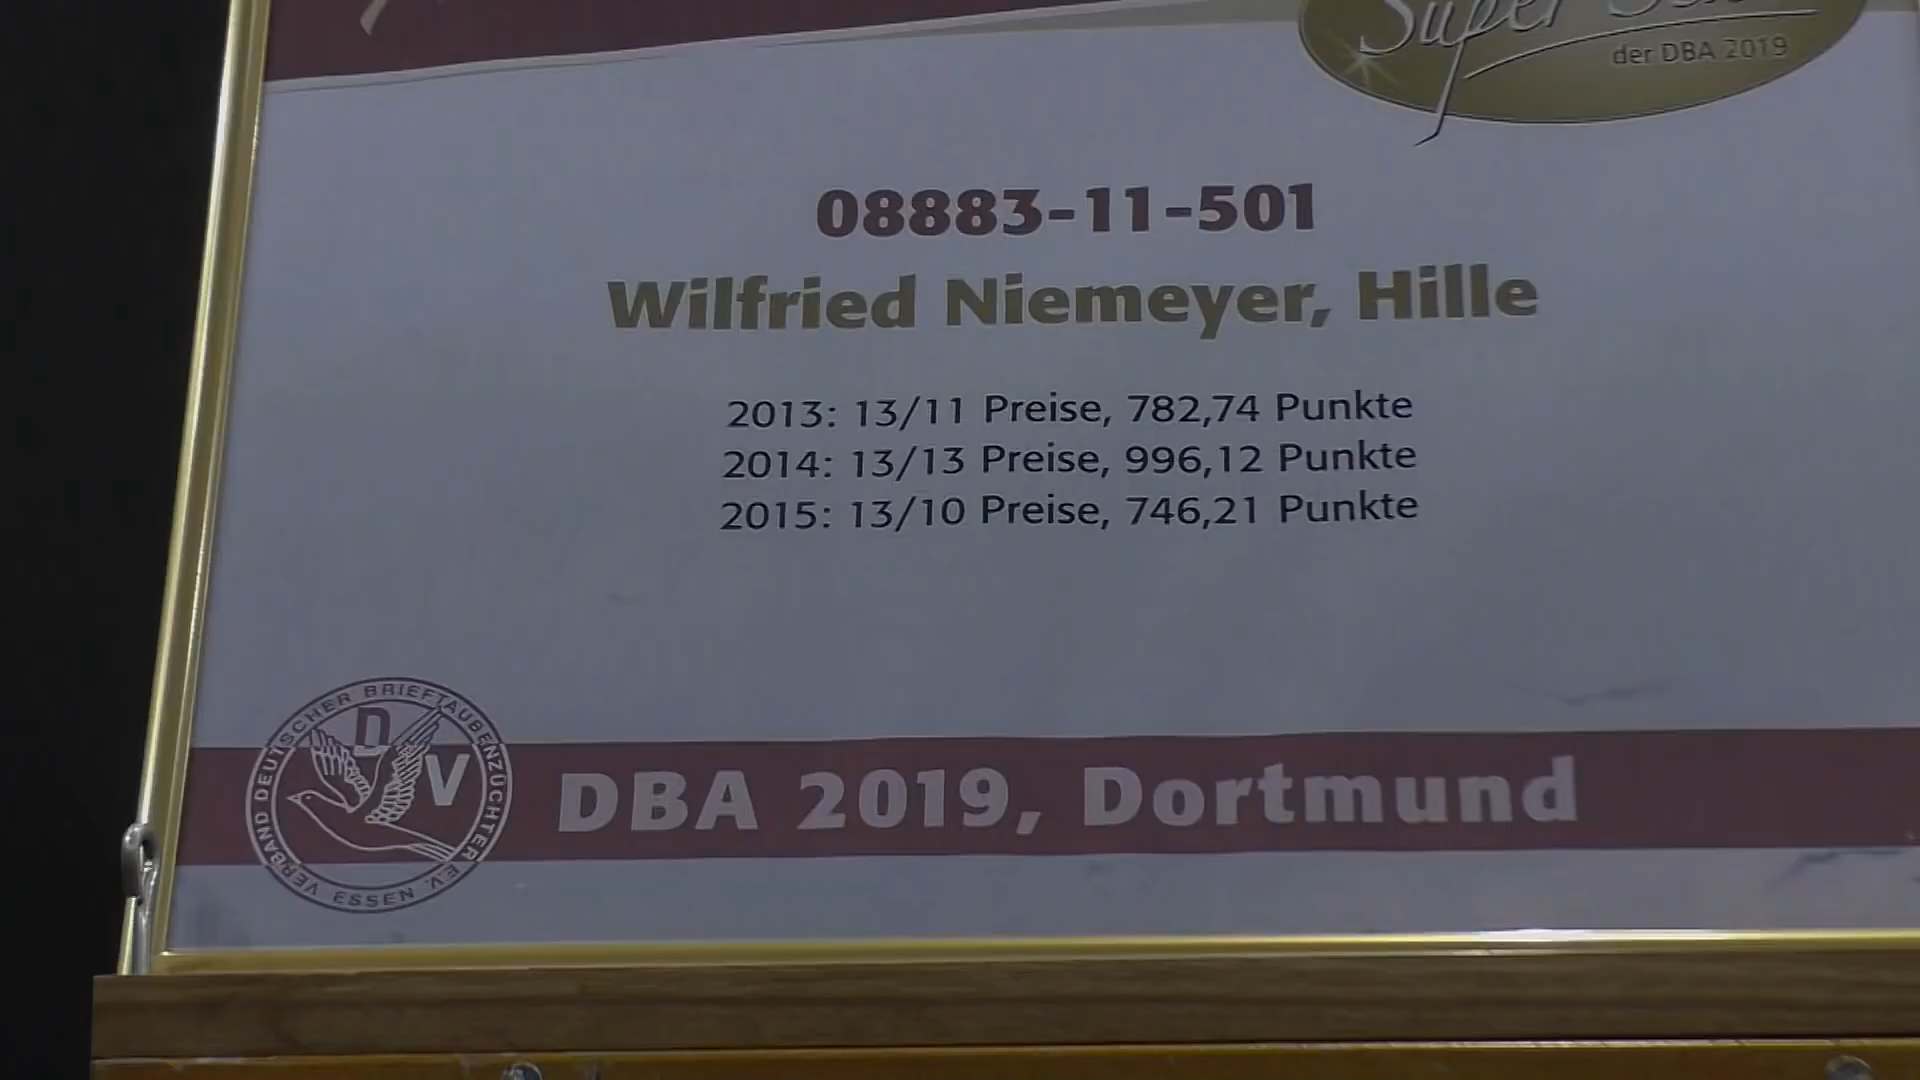 Super
der DBA 2019
08883-11-501
Wilfried Niemeyer, Hille
2013: 13/11 Preise, 782,74 Punkte
2014: 13/13 Preise, 996,12 Punkte
2015: 13/10 Preise, 746,21 Punkte
VERBAND DEUTSCHER BRIEFTAUBENZÜCHTER E.V. ESSEN
D
V
DBA 2019, Dortmund